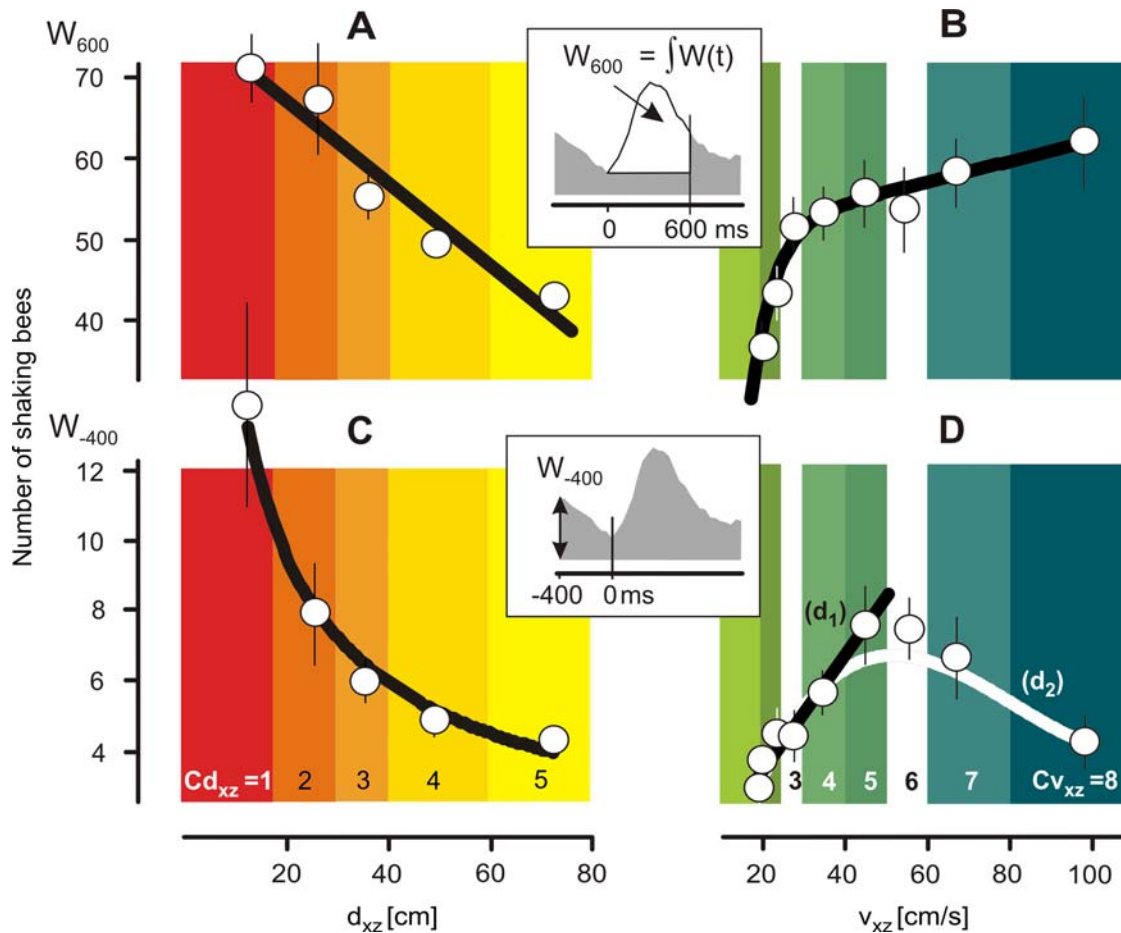 A
B
W600
70
60
50
40
W600 = ∫W(t)
0
600 ms
Number of shaking bees
C
D
W-400
12
10
8
6
4
W-400
-400
0 ms
(d1)
(d2)
Cdxz =1
2
3
4
5
3
4
5
6
7
Cvxz =8
20
40
60
80
20
40
60
80
100
dxz [cm]
vxz [cm/s]